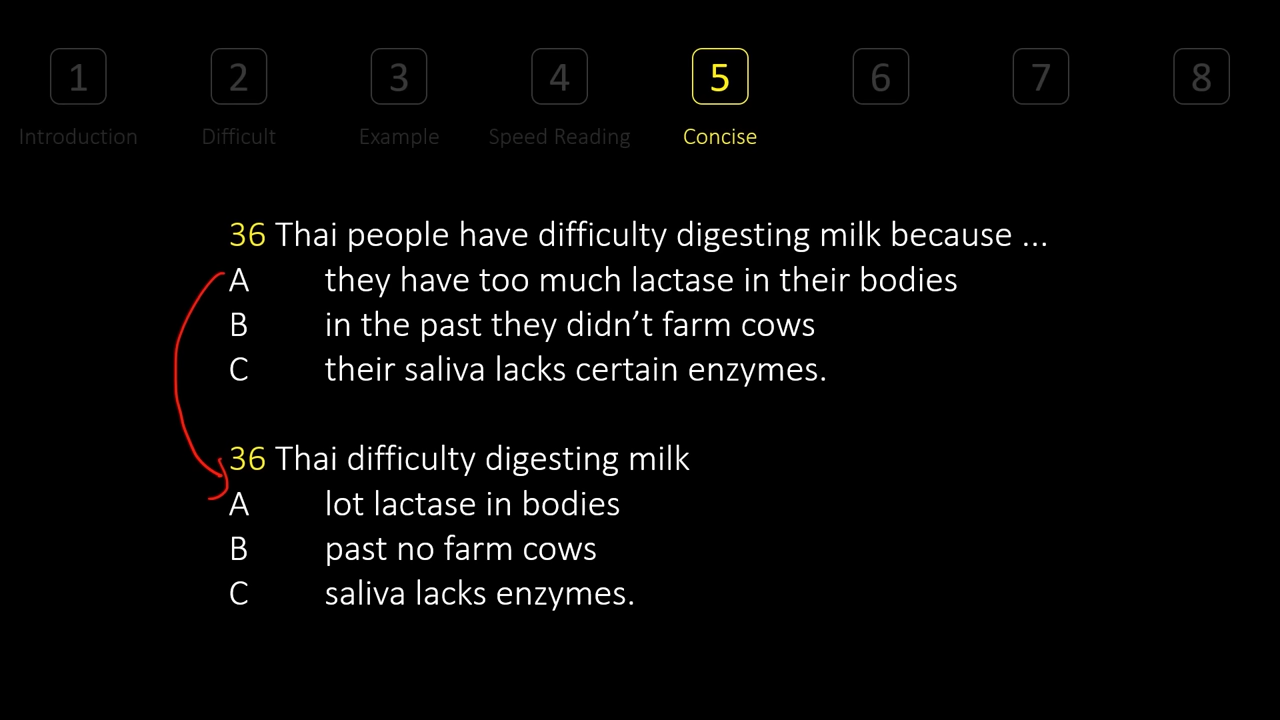 1 2 3 4 5 6 7 8
Introduction Difficult Example Speed Reading Concise
36 Thai people have difficulty digesting milk because ...
A they have too much lactase in their bodies
B in the past they didn’t farm cows
C their saliva lacks certain enzymes.
36 Thai difficulty digesting milk
A lot lactase in bodies
B past no farm cows
C saliva lacks enzymes.